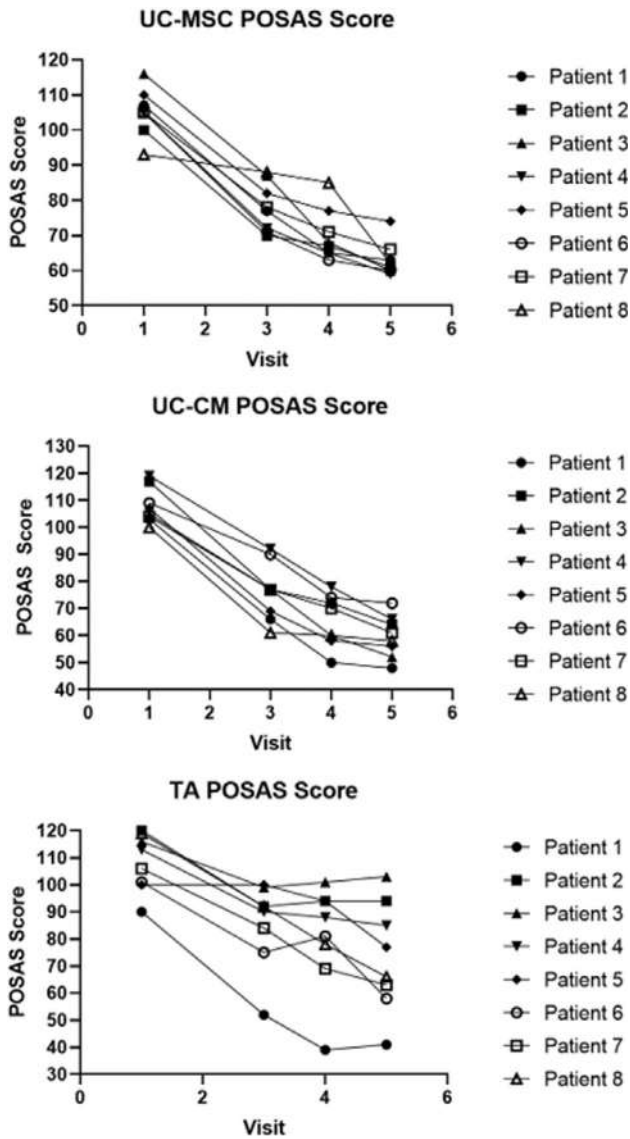 UC-MSC POSAS Score
120
110
100
90
80
70
60
50
POSAS Score
0
1
2
3
4
5
6
Visit
Patient 1
Patient 2
Patient 3
Patient 4
Patient 5
Patient 6
Patient 7
Patient 8
UC-CM POSAS Score
130
120
110
100
90
80
70
60
50
40
POSAS Score
0
1
2
3
4
5
6
Visit
Patient 1
Patient 2
Patient 3
Patient 4
Patient 5
Patient 6
Patient 7
Patient 8
TA POSAS Score
120
110
100
90
80
70
60
50
40
30
POSAS Score
0
2
4
6
Visit
Patient 1
Patient 2
Patient 3
Patient 4
Patient 5
Patient 6
Patient 7
Patient 8